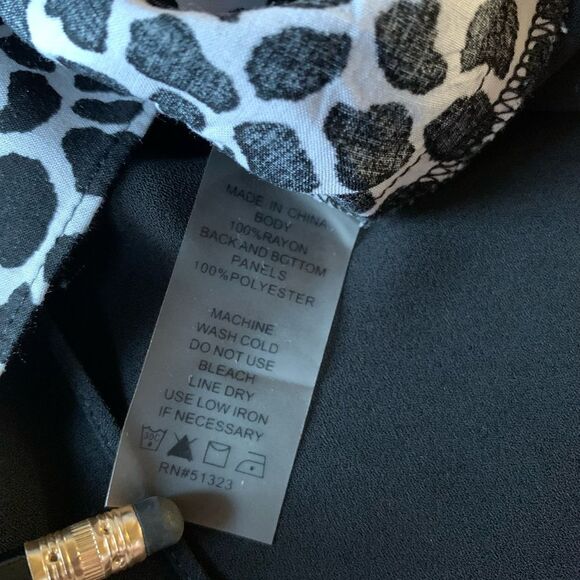 MADE IN CHINA
BODY
100%RAYON
BACK AND BOTTOM
PANELS
100%POLYESTER
MACHINE
WASH COLD
DO NOT USE
BLEACH
LINE DRY
USE LOW IRON
IF NECESSARY
30C
RN#51323